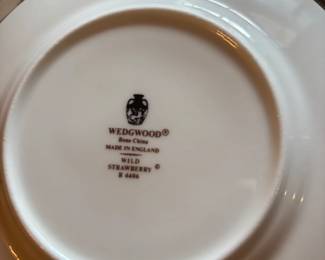 WEDGWOOD®
Bone China
MADE IN ENGLAND
WILD
STRAWBERRY ©
R 4406